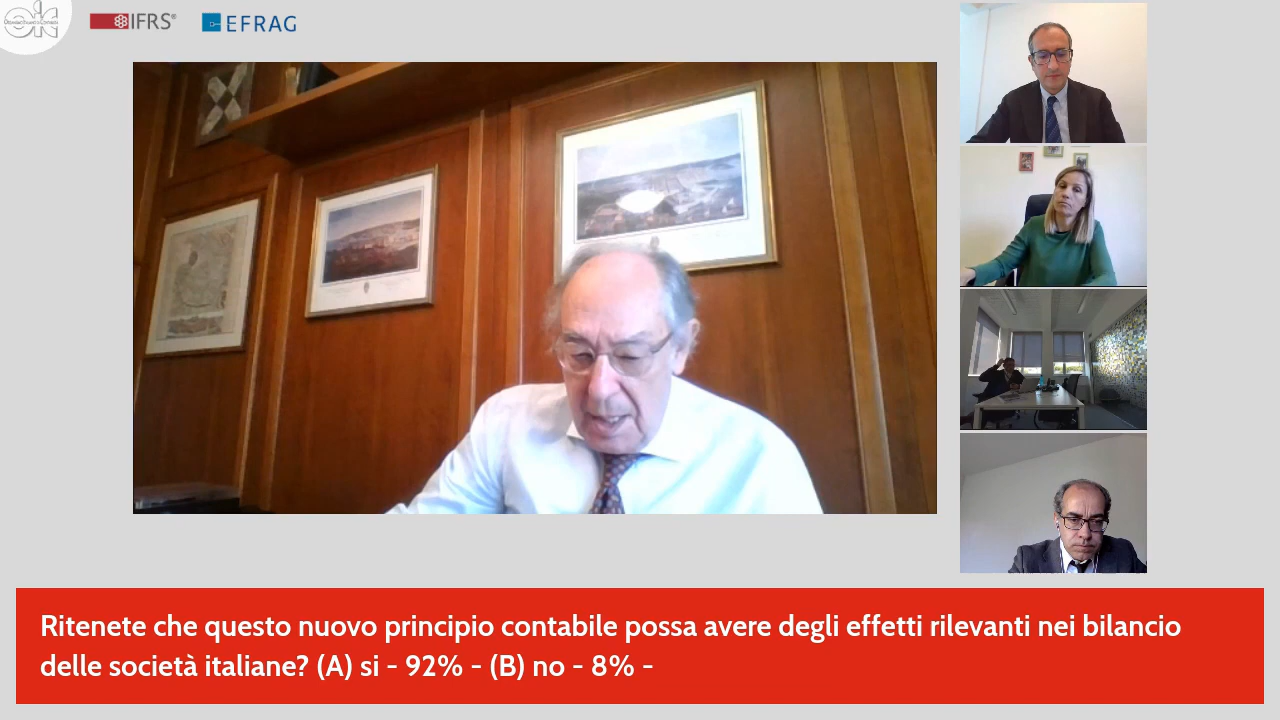 IFRS®
EFRAG
Ritenete che questo nuovo principio contabile possa avere degli effetti rilevanti nei bilancio
delle società italiane? (A) si - 92% - (B) no - 8% -